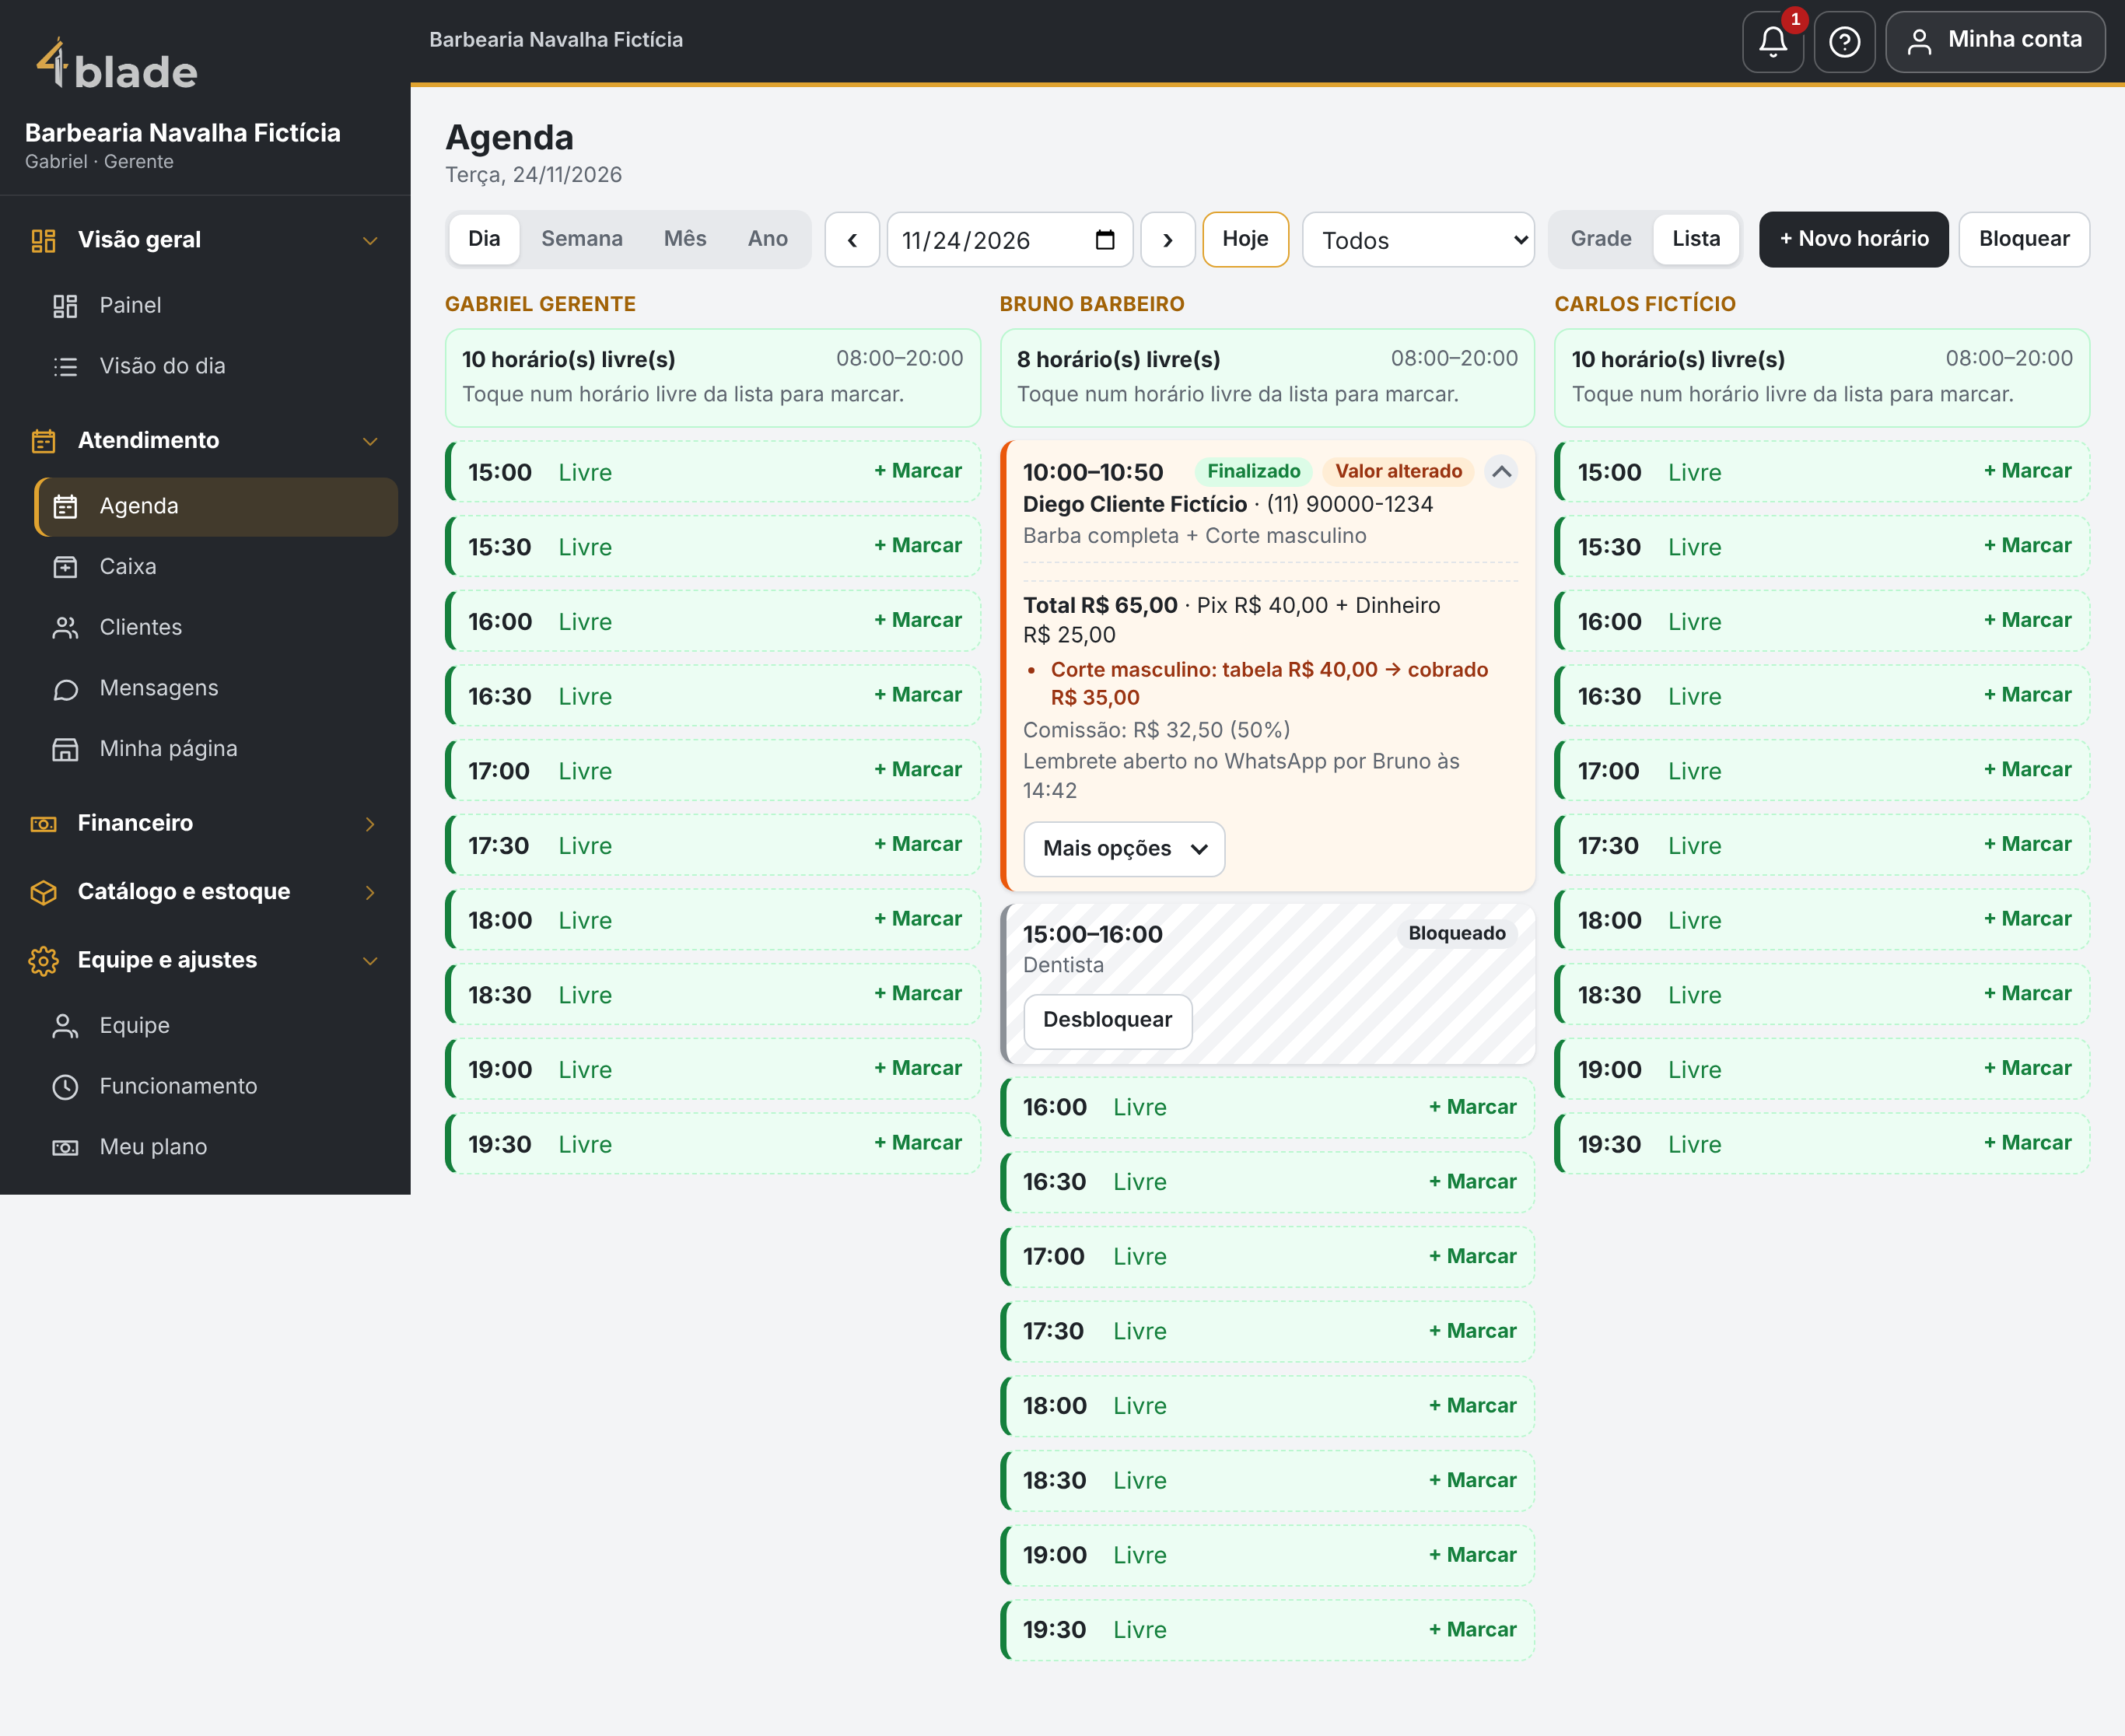 4blade
Barbearia Navalha Fictícia
Gabriel · Gerente
Visão geral
Painel
Visão do dia
Atendimento
Agenda
Caixa
Clientes
Mensagens
Minha página
Financeiro
Catálogo e estoque
Equipe e ajustes
Equipe
Funcionamento
Meu plano
Barbearia Navalha Fictícia
1
?
Minha conta
Agenda
Terça, 24/11/2026
Dia Semana Mês Ano
‹ 11/24/2026 › Hoje Todos
Grade Lista
+ Novo horário Bloquear
GABRIEL GERENTE
10 horário(s) livre(s) 08:00–20:00
Toque num horário livre da lista para marcar.
15:00 Livre + Marcar
15:30 Livre + Marcar
16:00 Livre + Marcar
16:30 Livre + Marcar
17:00 Livre + Marcar
17:30 Livre + Marcar
18:00 Livre + Marcar
18:30 Livre + Marcar
19:00 Livre + Marcar
19:30 Livre + Marcar
BRUNO BARBEIRO
8 horário(s) livre(s) 08:00–20:00
Toque num horário livre da lista para marcar.
10:00–10:50 Finalizado Valor alterado
Diego Cliente Fictício · (11) 90000-1234
Barba completa + Corte masculino
Total R$ 65,00 · Pix R$ 40,00 + Dinheiro
R$ 25,00
• Corte masculino: tabela R$ 40,00 → cobrado
R$ 35,00
Comissão: R$ 32,50 (50%)
Lembrete aberto no WhatsApp por Bruno às
14:42
Mais opções
15:00–16:00 Bloqueado
Dentista
Desbloquear
16:00 Livre + Marcar
16:30 Livre + Marcar
17:00 Livre + Marcar
17:30 Livre + Marcar
18:00 Livre + Marcar
18:30 Livre + Marcar
19:00 Livre + Marcar
19:30 Livre + Marcar
CARLOS FICTÍCIO
10 horário(s) livre(s) 08:00–20:00
Toque num horário livre da lista para marcar.
15:00 Livre + Marcar
15:30 Livre + Marcar
16:00 Livre + Marcar
16:30 Livre + Marcar
17:00 Livre + Marcar
17:30 Livre + Marcar
18:00 Livre + Marcar
18:30 Livre + Marcar
19:00 Livre + Marcar
19:30 Livre + Marcar